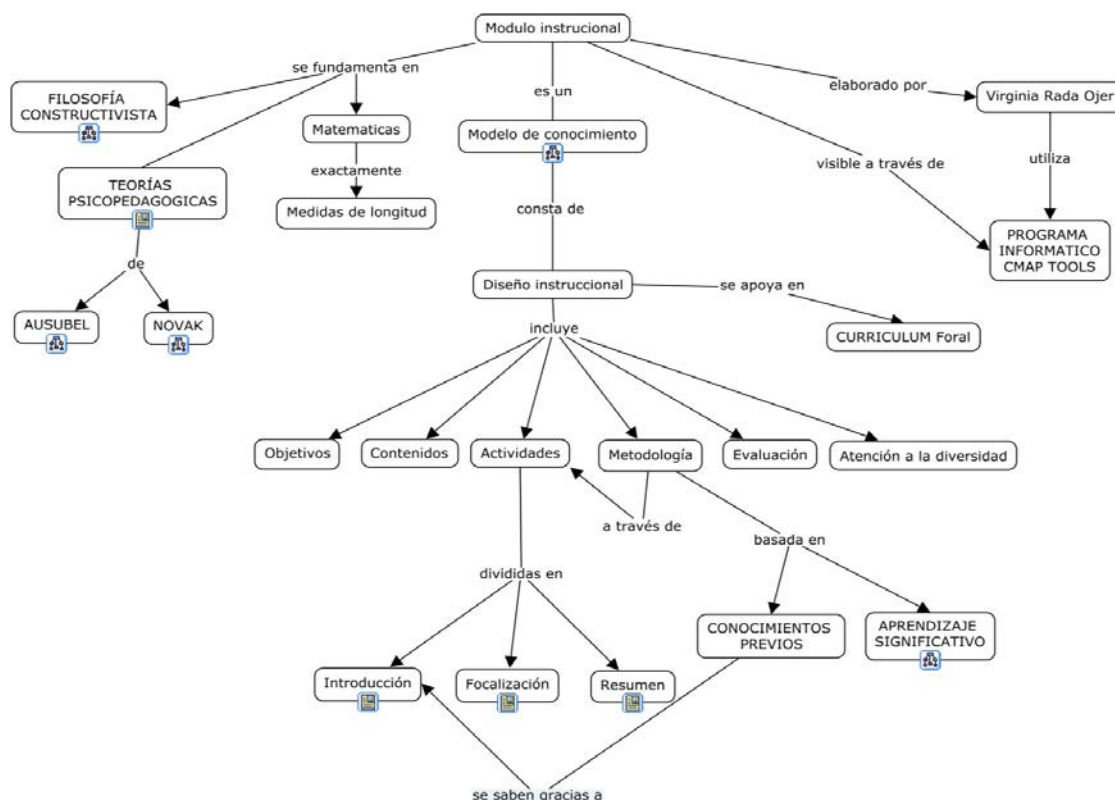 Modulo instrucional
se fundamenta en
es un
elaborado por
visible a través de
FILOSOFÍA
CONSTRUCTIVISTA
Matematicas
Modelo de conocimiento
Virginia Rada Ojer
exactamente
utiliza
TEORÍAS
PSICOPEDAGOGICAS
Medidas de longitud
consta de
PROGRAMA
INFORMATICO
CMAP TOOLS
de
Diseño instruccional
se apoya en
AUSUBEL
NOVAK
incluye
CURRICULUM Foral
Objetivos
Contenidos
Actividades
Metodología
Evaluación
Atención a la diversidad
a través de
basada en
divididas en
CONOCIMIENTOS
PREVIOS
APRENDIZAJE
SIGNIFICATIVO
Introducción
Focalización
Resumen
se saben gracias a